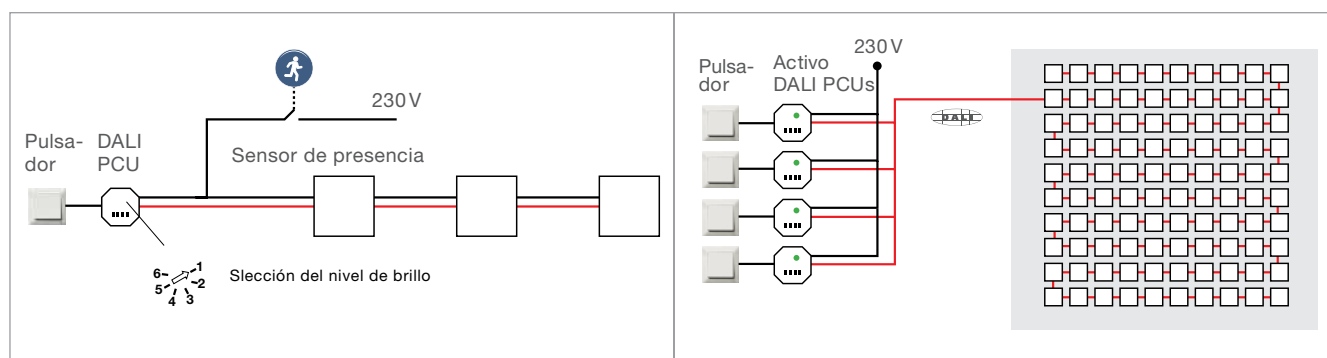 230 V
Pulsa-
dor
DALI
PCU
Sensor de presencia
1
2
3
4
5
6
Slección del nivel de brillo
230 V
Pulsa-
dor
Activo
DALI PCUs
DALI